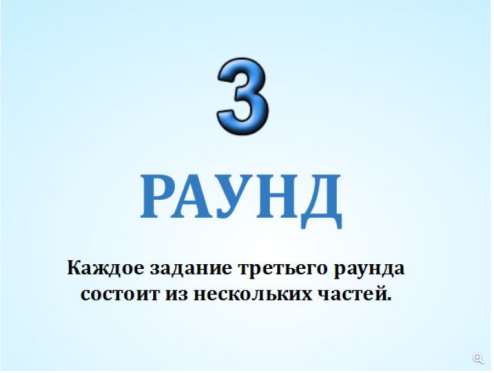 3
РАУНД
Каждое задание третьего раунда
состоит из нескольких частей.